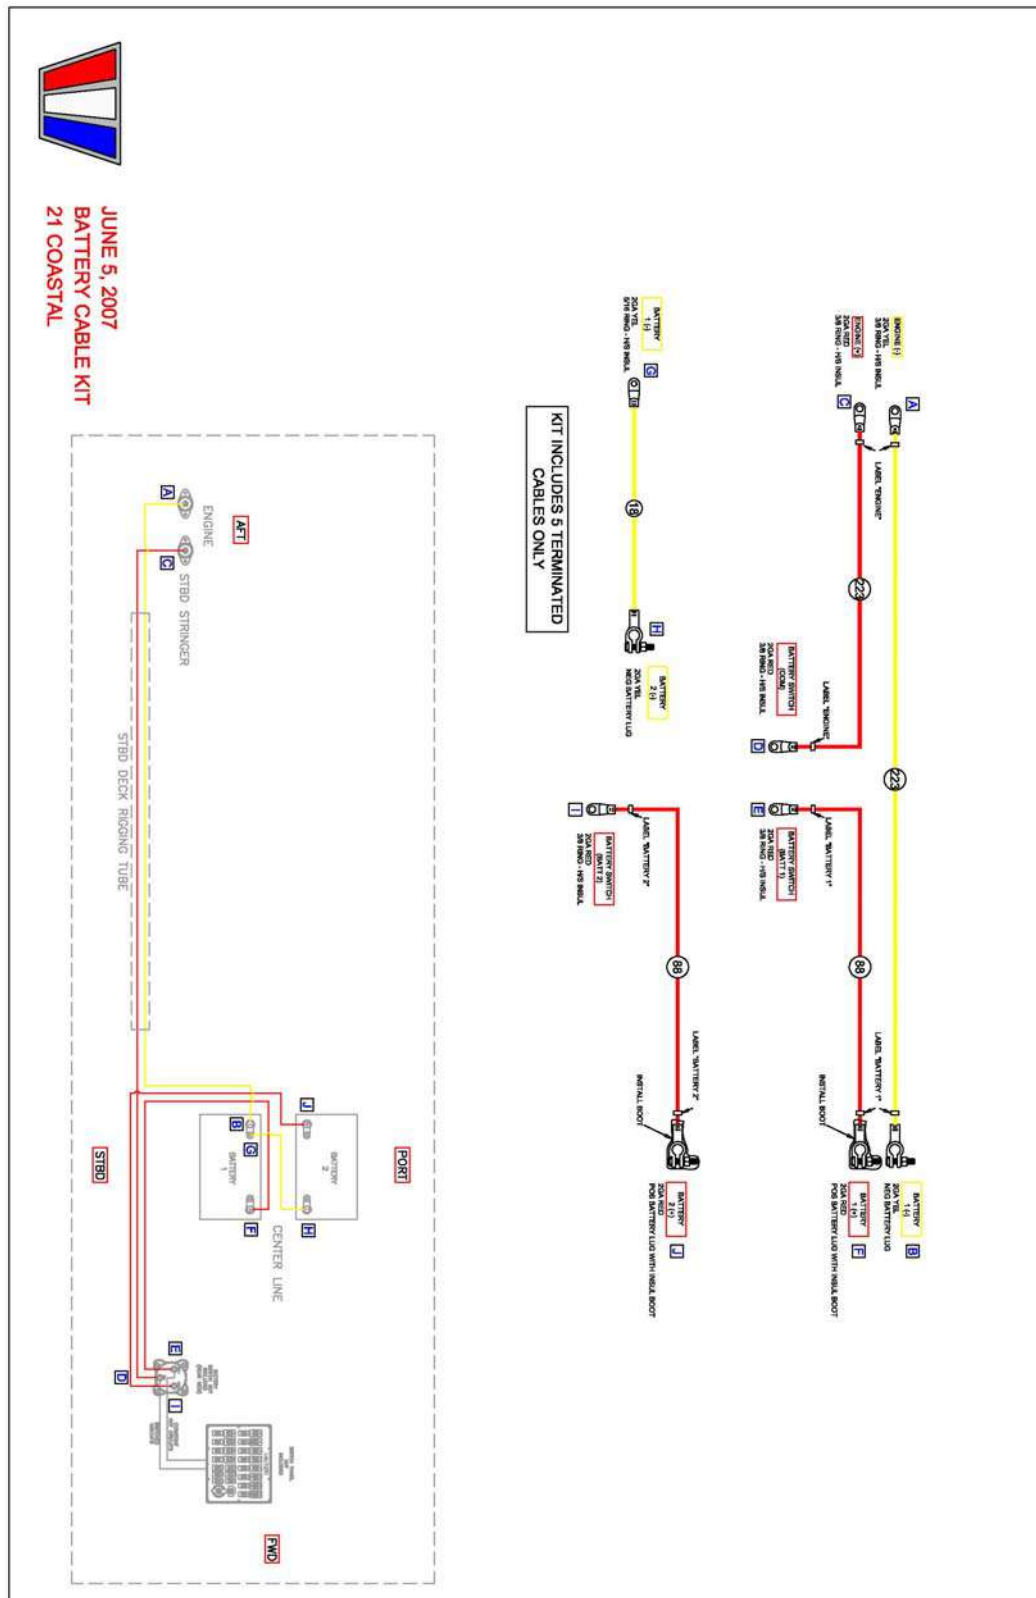 ENGINE (-)
2GA YEL
3/8 RING - H/S INSUL
A
LABEL "ENGINE"
223
LABEL "BATTERY 1"
BATTERY
1 (-)
2GA YEL
NEG BATTERY LUG
B
ENGINE (+)
2GA RED
3/8 RING - H/S INSUL
C
223
LABEL "ENGINE"
BATTERY SWITCH
(COM)
2GA RED
3/8 RING - H/S INSUL
D
LABEL "BATTERY 1"
BATTERY SWITCH
(BATT 1)
2GA RED
3/8 RING - H/S INSUL
E
88
INSTALL BOOT
BATTERY
1 (+)
2GA RED
POS BATTERY LUG WITH INSUL BOOT
F
BATTERY
1 (-)
2GA YEL
5/16 RING - H/S INSUL
G
18
H
BATTERY
2 (-)
2GA YEL
NEG BATTERY LUG
LABEL "BATTERY 2"
BATTERY SWITCH
(BATT 2)
2GA RED
3/8 RING - H/S INSUL
I
88
LABEL "BATTERY 2"
INSTALL BOOT
BATTERY
2 (+)
2GA RED
POS BATTERY LUG WITH INSUL BOOT
J
KIT INCLUDES 5 TERMINATED
CABLES ONLY
AFT
PORT
FWD
STBD
ENGINE
STBD STRINGER
A
C
STBD DECK RIGGING TUBE
J
BATTERY
2
H
CENTER LINE
B
G
BATTERY
1
F
E
I
D
JUNE 5, 2007
BATTERY CABLE KIT
21 COASTAL